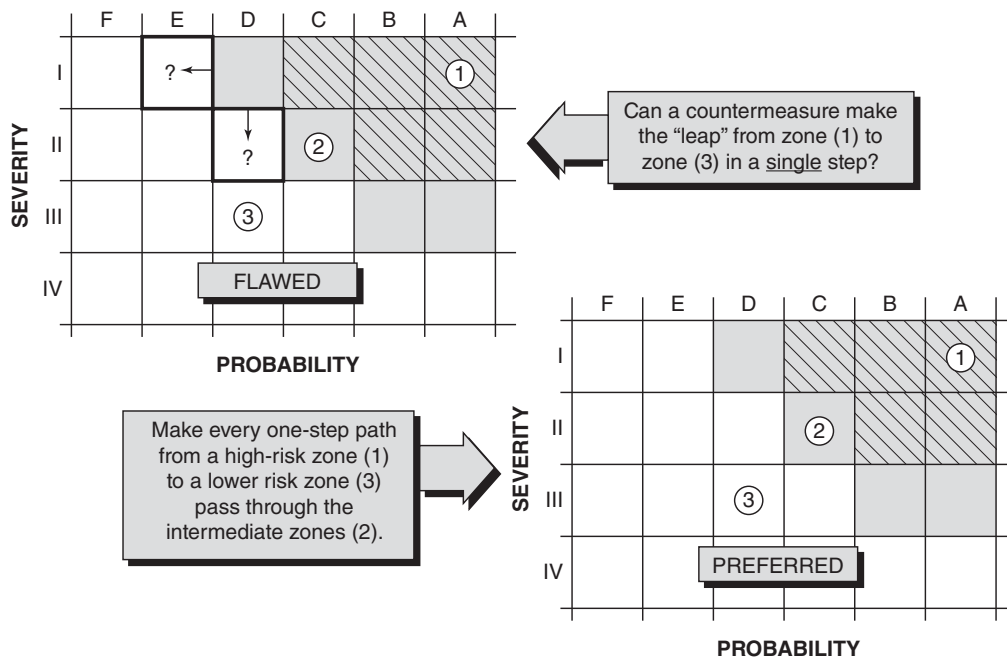 F E D C B A
I ? 1
II ? 2
III 3
IV
SEVERITY
FLAWED
PROBABILITY
Can a countermeasure make
the “leap” from zone (1) to
zone (3) in a single step?
Make every one-step path
from a high-risk zone (1)
to a lower risk zone (3)
pass through the
intermediate zones (2).
F E D C B A
I 1
II 2
III 3
IV
SEVERITY
PREFERRED
PROBABILITY